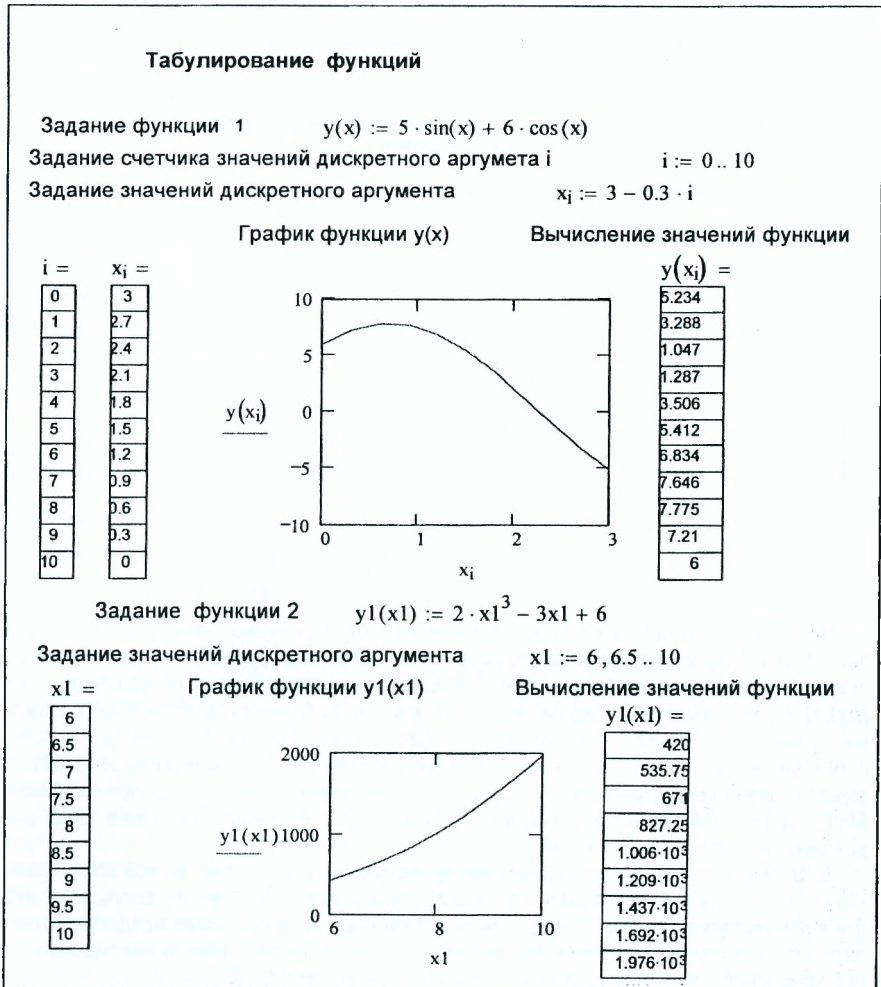 Табулирование функций
Задание функции 1 y(x) := 5 · sin(x) + 6 · cos(x)
Задание счетчика значений дискретного аргумета i i := 0 .. 10
Задание значений дискретного аргумента xᵢ := 3 − 0.3 · i
График функции y(x) Вычисление значений функции
i = xᵢ = y(xᵢ) =
0 3 5.234
1 2.7 3.288
2 2.4 1.047
3 2.1 1.287
4 1.8 3.506
5 1.5 5.412
6 1.2 6.834
7 0.9 7.646
8 0.6 7.775
9 0.3 7.21
10 0 6
10
5
y(xᵢ) 0
−5
−10
0 1 2 3
xᵢ
Задание функции 2 y1(x1) := 2 · x1³ − 3x1 + 6
Задание значений дискретного аргумента x1 := 6 , 6.5 .. 10
x1 = График функции y1(x1) Вычисление значений функции
y1(x1) =
6 420
6.5 535.75
7 671
7.5 827.25
8 1.006·10³
8.5 1.209·10³
9 1.437·10³
9.5 1.692·10³
10 1.976·10³
2000
y1(x1) 1000
0
6 8 10
x1